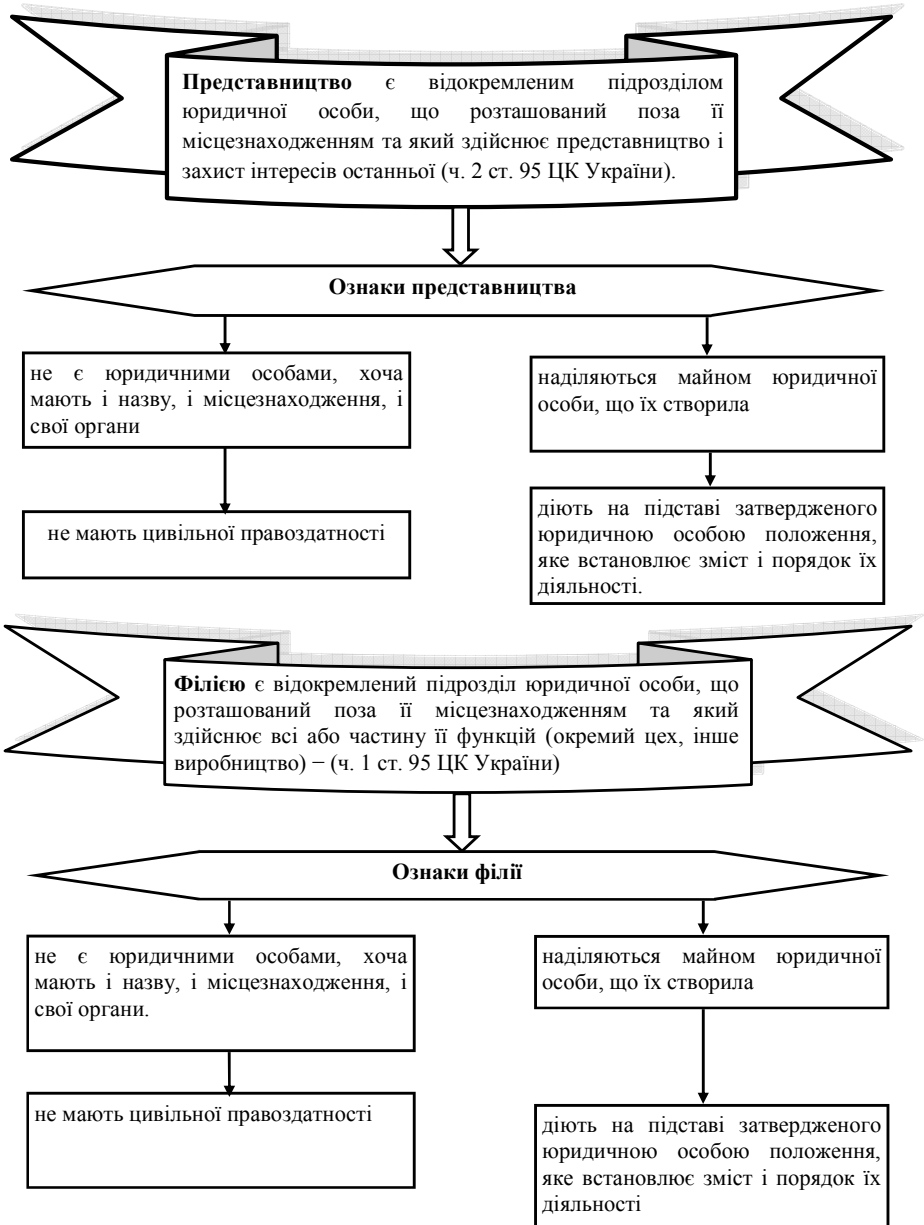 Представництво є відокремленим підрозділом
юридичної особи, що розташований поза її
місцезнаходженням та який здійснює представництво і
захист інтересів останньої (ч. 2 ст. 95 ЦК України).
Ознаки представництва
не є юридичними особами, хоча
мають і назву, і місцезнаходження, і
свої органи
наділяються майном юридичної
особи, що їх створила
не мають цивільної правоздатності
діють на підставі затвердженого
юридичною особою положення,
яке встановлює зміст і порядок їх
діяльності.
Філією є відокремлений підрозділ юридичної особи, що
розташований поза її місцезнаходженням та який
здійснює всі або частину її функцій (окремий цех, інше
виробництво) − (ч. 1 ст. 95 ЦК України)
Ознаки філії
не є юридичними особами, хоча
мають і назву, і місцезнаходження, і
свої органи.
наділяються майном юридичної
особи, що їх створила
не мають цивільної правоздатності
діють на підставі затвердженого
юридичною особою положення,
яке встановлює зміст і порядок їх
діяльності